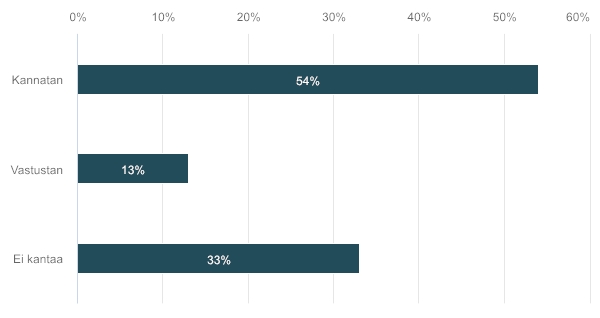 0% 10% 20% 30% 40% 50% 60%
Kannatan 54%
Vastustan 13%
Ei kantaa 33%